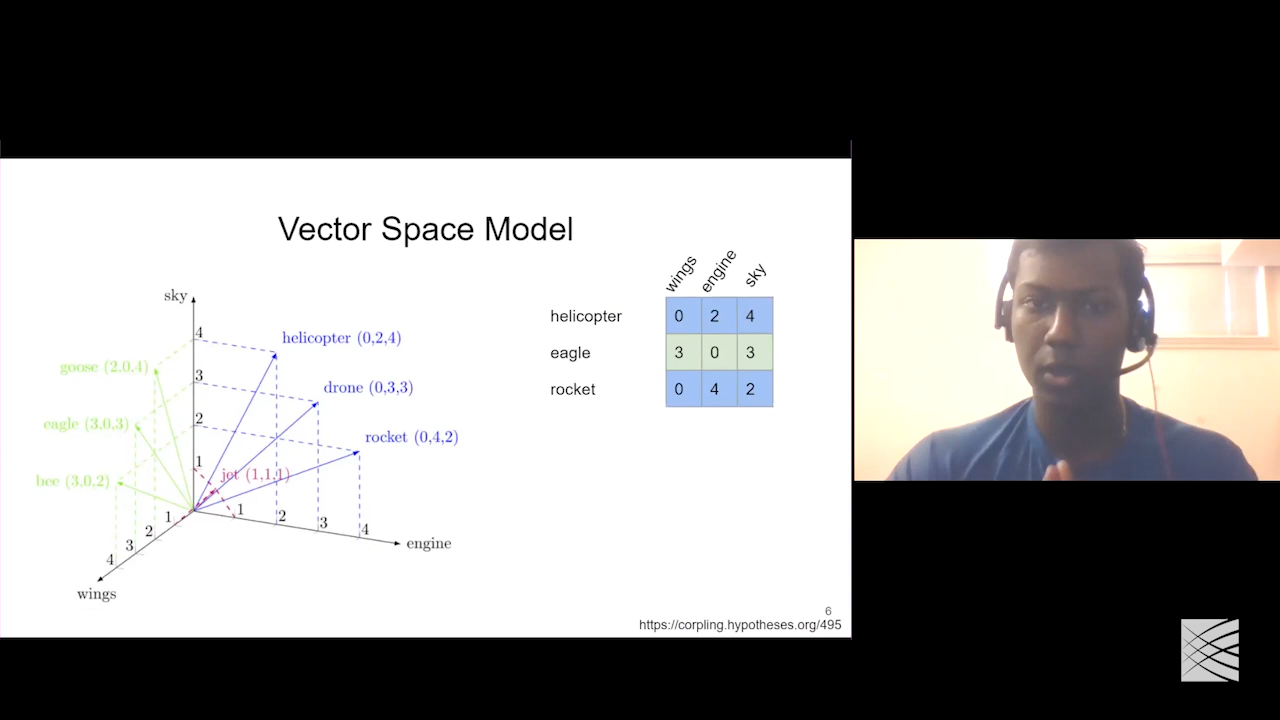 Vector Space Model
sky
4
helicopter (0,2,4)
goose (2.0,4)
3
drone (0,3,3)
eagle (3,0,3)
2
rocket (0,4,2)
1
jet (1,1,1)
bee (3,0,2)
1
2
3
4
engine
1
2
3
4
wings
wings engine sky
helicopter 0 2 4
eagle 3 0 3
rocket 0 4 2
6
https://corpling.hypotheses.org/495